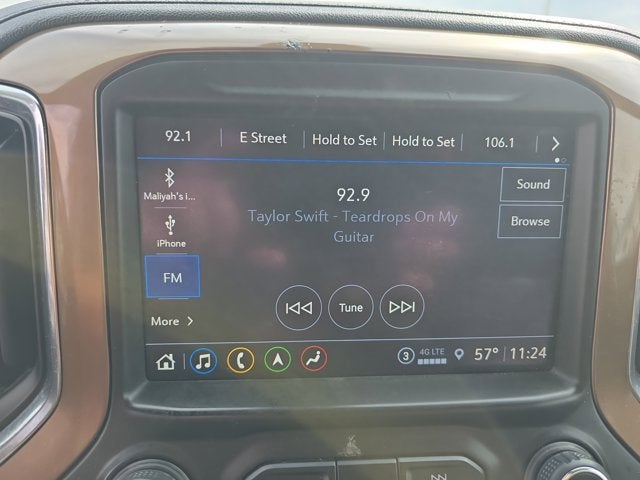 92.1 E Street Hold to Set Hold to Set 106.1
Maliyah's i...
iPhone
FM
More
92.9
Taylor Swift - Teardrops On My
Guitar
Sound
Browse
Tune
3 4G LTE 57° 11:24